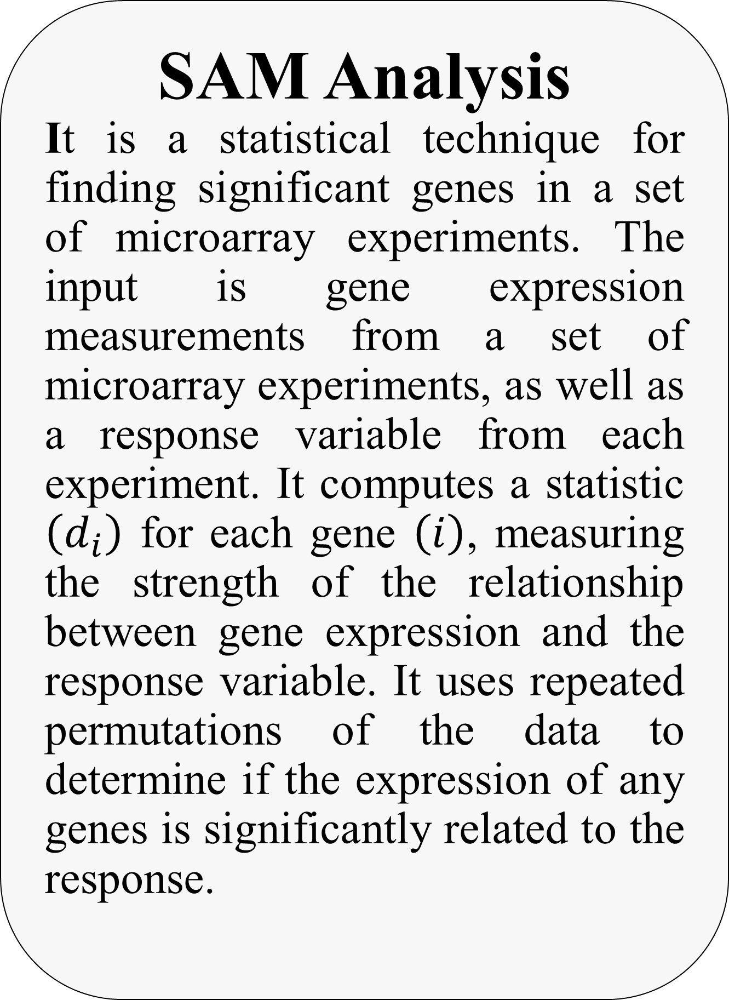 SAM Analysis
It is a statistical technique for
finding significant genes in a set
of microarray experiments. The
input is gene expression
measurements from a set of
microarray experiments, as well as
a response variable from each
experiment. It computes a statistic
(dᵢ) for each gene (i), measuring
the strength of the relationship
between gene expression and the
response variable. It uses repeated
permutations of the data to
determine if the expression of any
genes is significantly related to the
response.